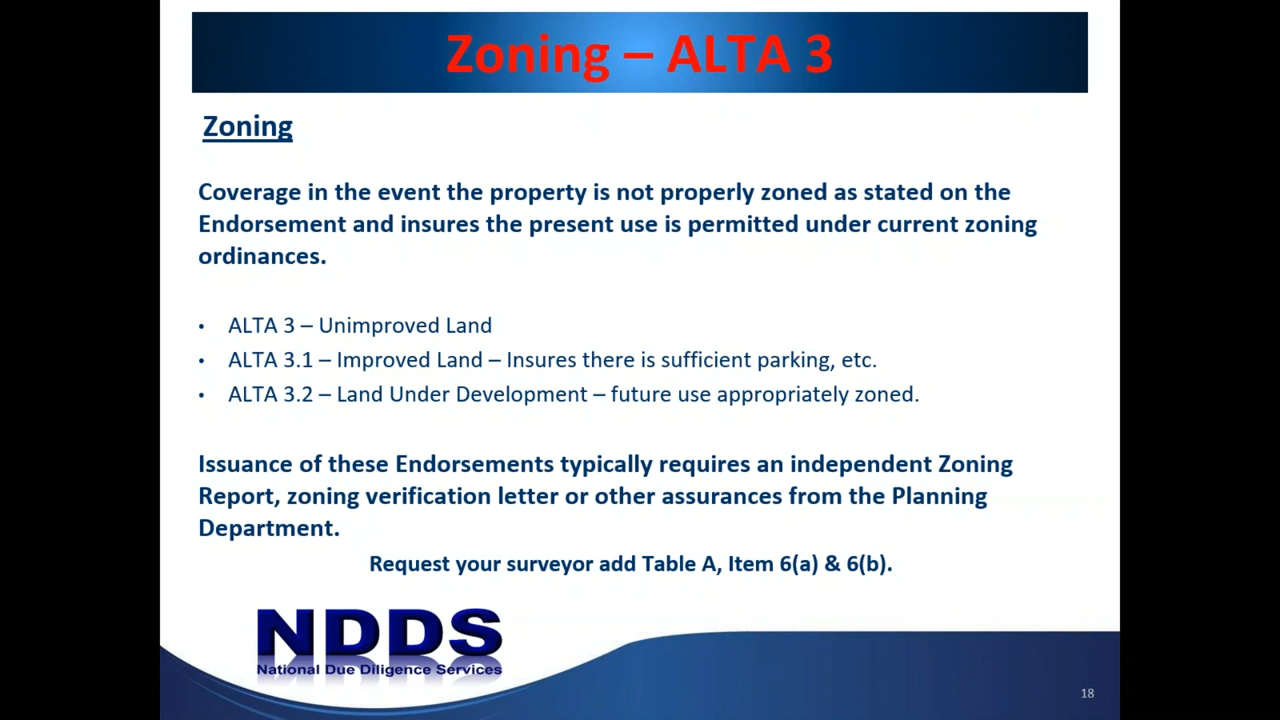 Zoning – ALTA 3
Zoning
Coverage in the event the property is not properly zoned as stated on the
Endorsement and insures the present use is permitted under current zoning
ordinances.
• ALTA 3 – Unimproved Land
• ALTA 3.1 – Improved Land – Insures there is sufficient parking, etc.
• ALTA 3.2 – Land Under Development – future use appropriately zoned.
Issuance of these Endorsements typically requires an independent Zoning
Report, zoning verification letter or other assurances from the Planning
Department.
Request your surveyor add Table A, Item 6(a) & 6(b).
NDDS
National Due Diligence Services
18